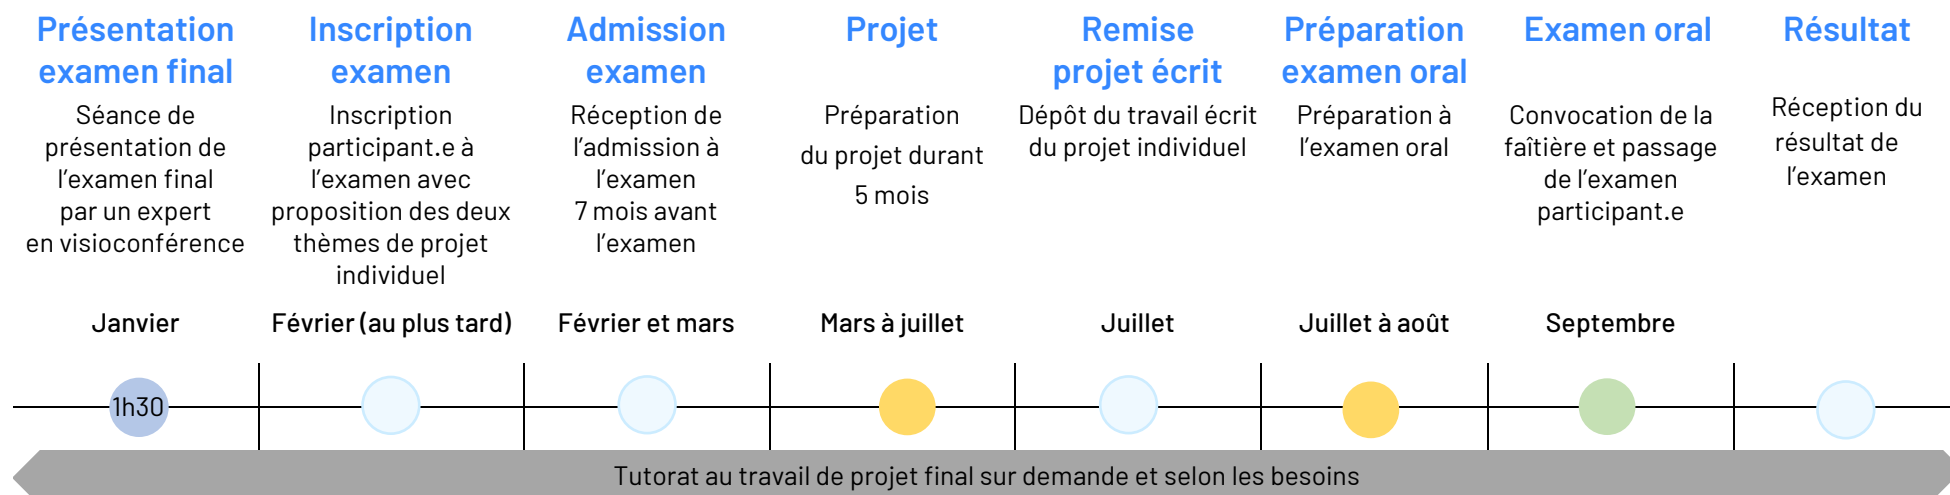 Présentation
examen final
Séance de
présentation de
l'examen final
par un expert
en visioconférence
Janvier
1h30
Inscription
examen
Inscription
participant.e à
l'examen avec
proposition des deux
thèmes de projet
individuel
Février (au plus tard)
Admission
examen
Réception de
l'admission à
l'examen
7 mois avant
l'examen
Février et mars
Projet
Préparation
du projet durant
5 mois
Mars à juillet
Remise
projet écrit
Dépôt du travail écrit
du projet individuel
Juillet
Préparation
examen oral
Préparation à
l'examen oral
Juillet à août
Examen oral
Convocation de la
faîtière et passage
de l'examen
participant.e
Septembre
Résultat
Réception du
résultat de
l'examen
Tutorat au travail de projet final sur demande et selon les besoins